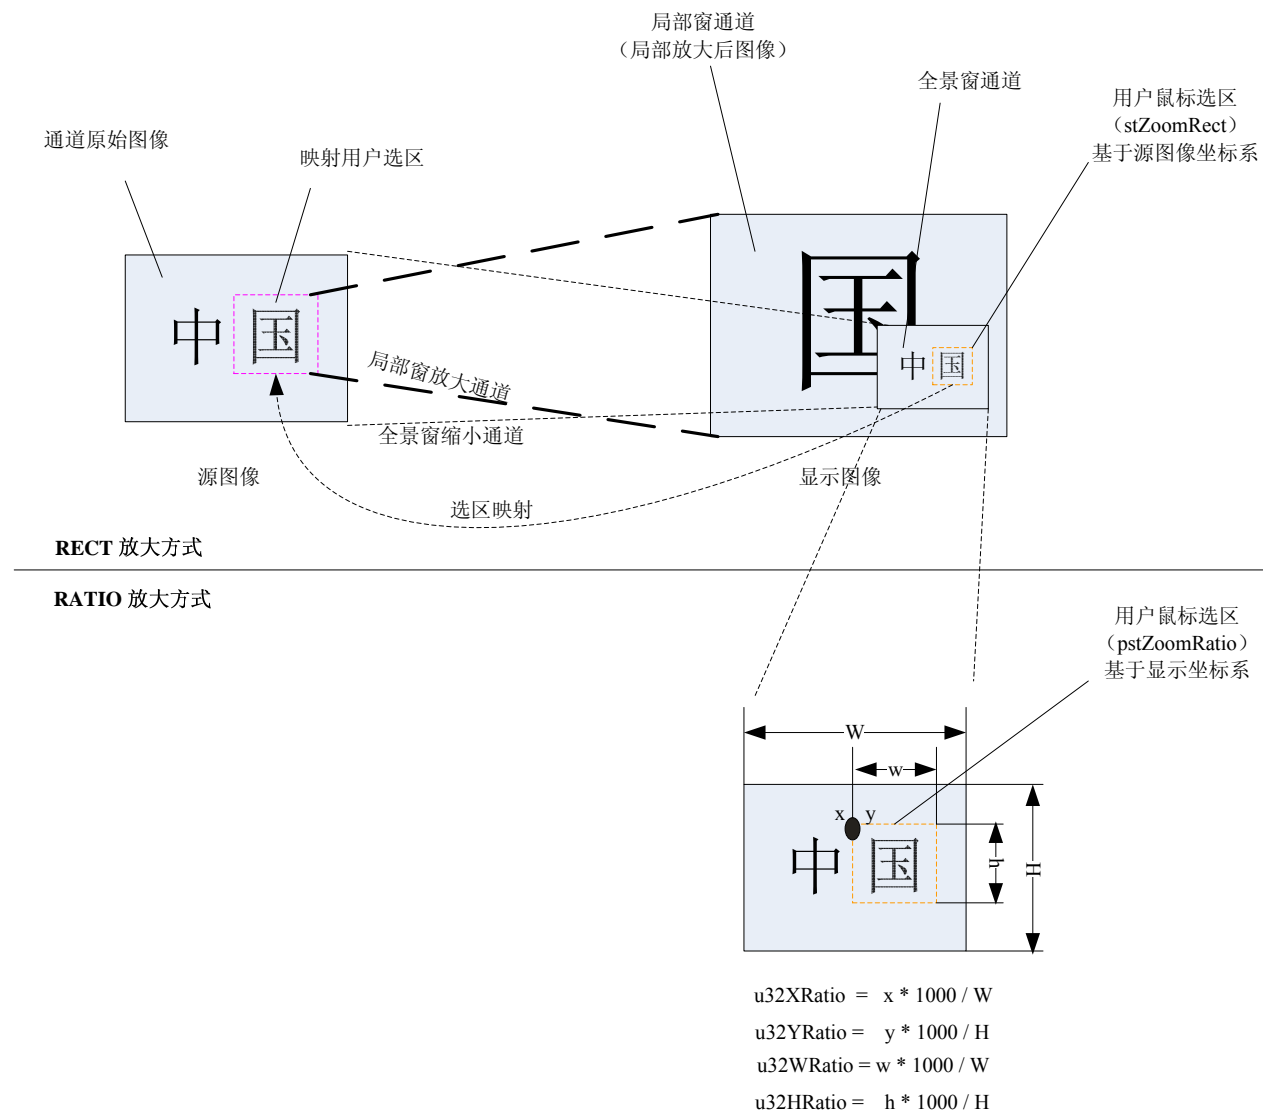 局部窗通道
（局部放大后图像）
全景窗通道
用户鼠标选区
（stZoomRect）
基于源图像坐标系
通道原始图像
映射用户选区
中 国
国
中 国
局部窗放大通道
全景窗缩小通道
源图像
显示图像
选区映射
RECT 放大方式
RATIO 放大方式
用户鼠标选区
（pstZoomRatio）
基于显示坐标系
W
w
x y
中 国
h
H
u32XRatio = x * 1000 / W
u32YRatio = y * 1000 / H
u32WRatio = w * 1000 / W
u32HRatio = h * 1000 / H